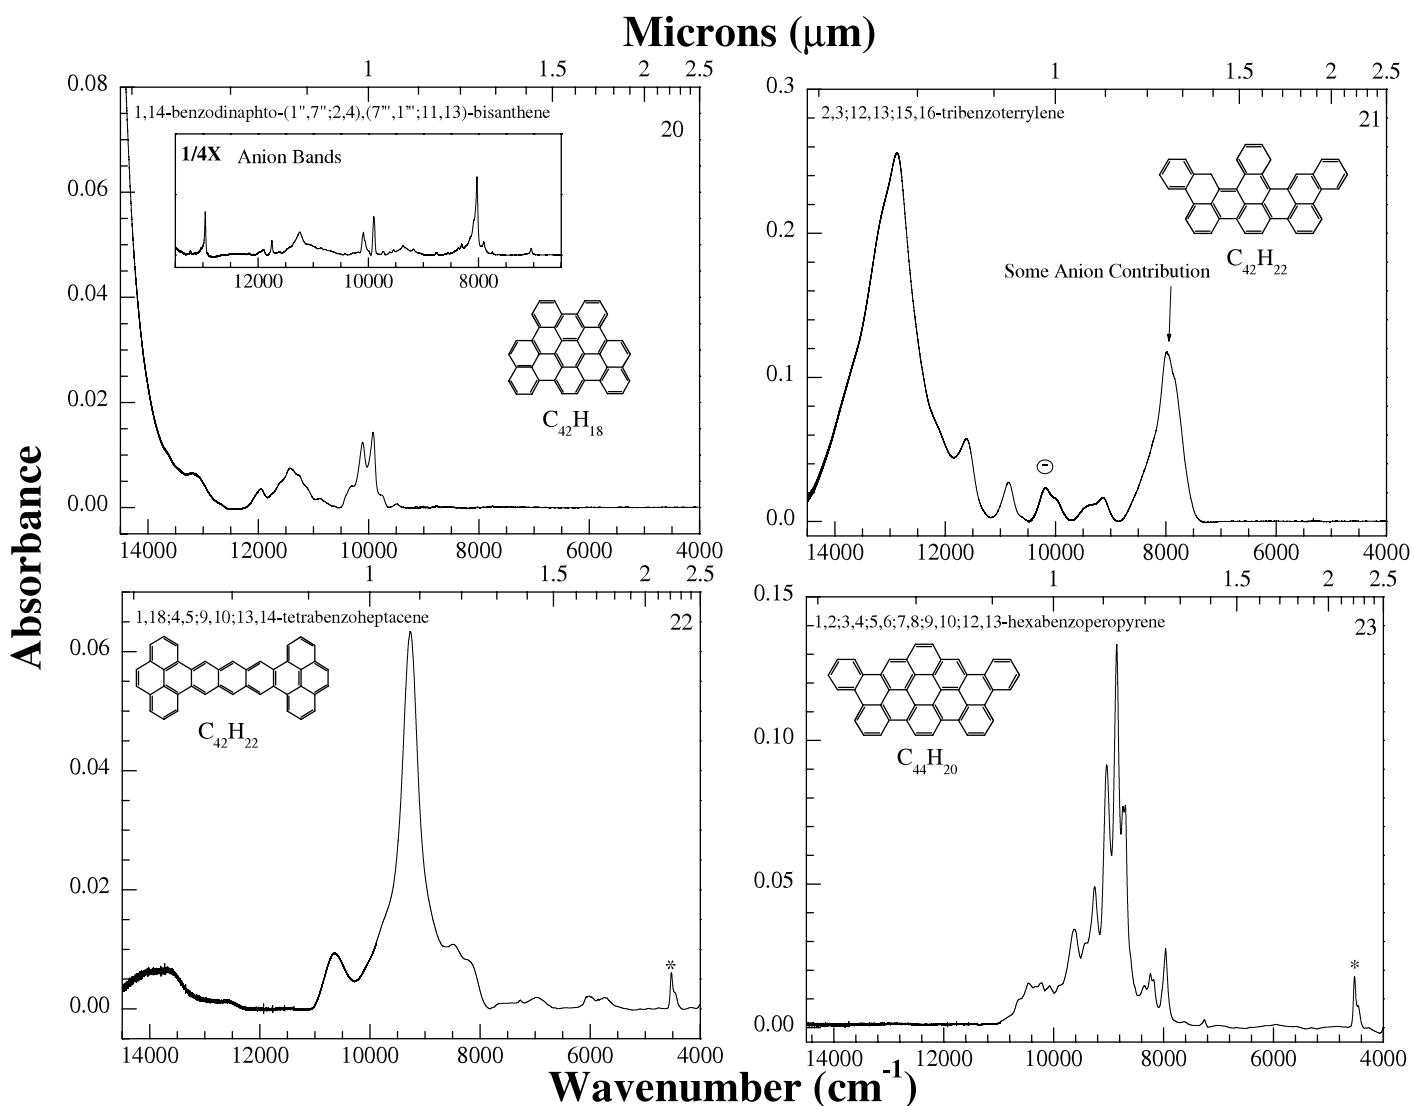 Microns (μm)
Absorbance
Wavenumber (cm⁻¹)
1 1.5 2 2.5
0.08
0.06
0.04
0.02
0.00
1,14-benzodinaphto-(1",7";2,4),(7''',1''';11,13)-bisanthene
20
1/4X Anion Bands
12000 10000 8000
C₄₂H₁₈
14000 12000 10000 8000 6000 4000
1 1.5 2 2.5
0.3
0.2
0.1
0.0
2,3;12,13;15,16-tribenzoterrylene
21
C₄₂H₂₂
Some Anion Contribution
-
14000 12000 10000 8000 6000 4000
1 1.5 2 2.5
0.06
0.04
0.02
0.00
1,18;4,5;9,10;13,14-tetrabenzoheptacene
22
C₄₂H₂₂
*
14000 12000 10000 8000 6000 4000
1 1.5 2 2.5
0.15
0.10
0.05
0.00
1,2;3,4;5,6;7,8;9,10;12,13-hexabenzoperopyrene
23
C₄₄H₂₀
*
14000 12000 10000 8000 6000 4000